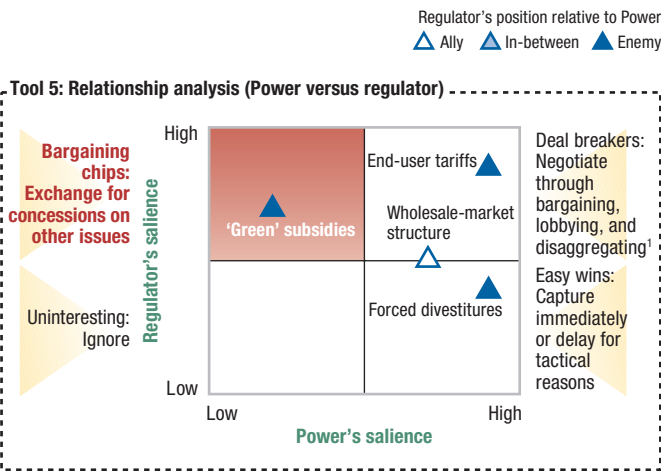 Regulator’s position relative to Power
Ally In-between Enemy
Tool 5: Relationship analysis (Power versus regulator)
Bargaining
chips:
Exchange for
concessions on
other issues
Uninteresting:
Ignore
Regulator’s salience
High
Low
End-user tariffs
Wholesale-market
structure
‘Green’ subsidies
Forced divestitures
Low
High
Power’s salience
Deal breakers:
Negotiate
through
bargaining,
lobbying, and
disaggregating¹
Easy wins:
Capture
immediately
or delay for
tactical
reasons